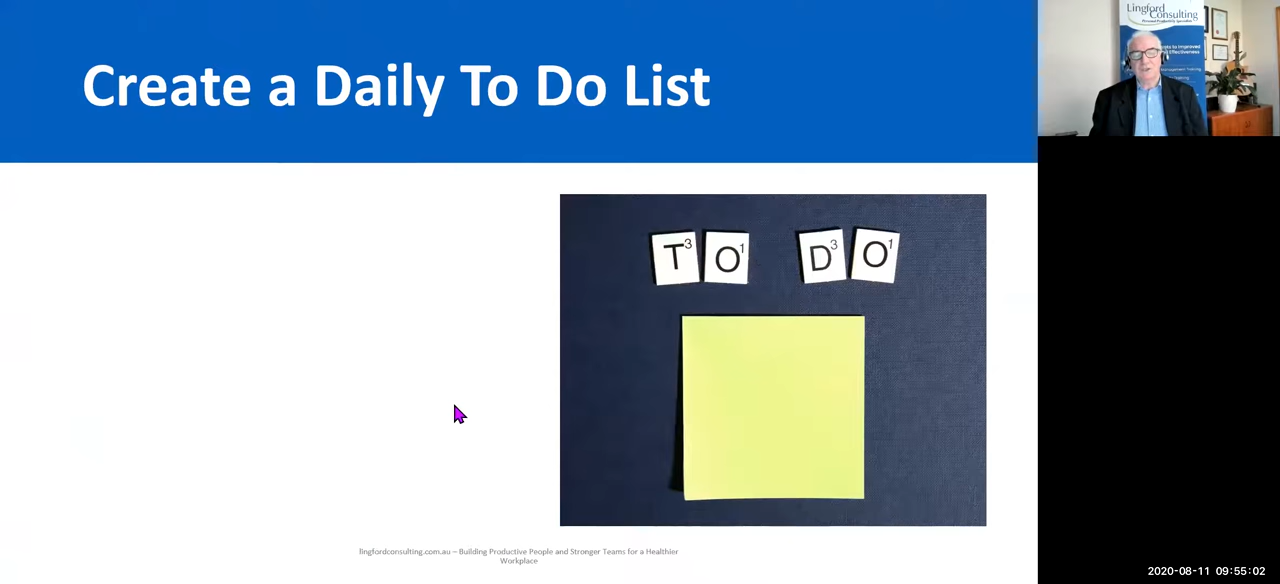 Create a Daily To Do List
Lingford
Consulting
T3 O1 D3 O1
lingfordconsulting.com.au – Building Productive People and Stronger Teams for a Healthier
Workplace
2020-08-11 09:55:02